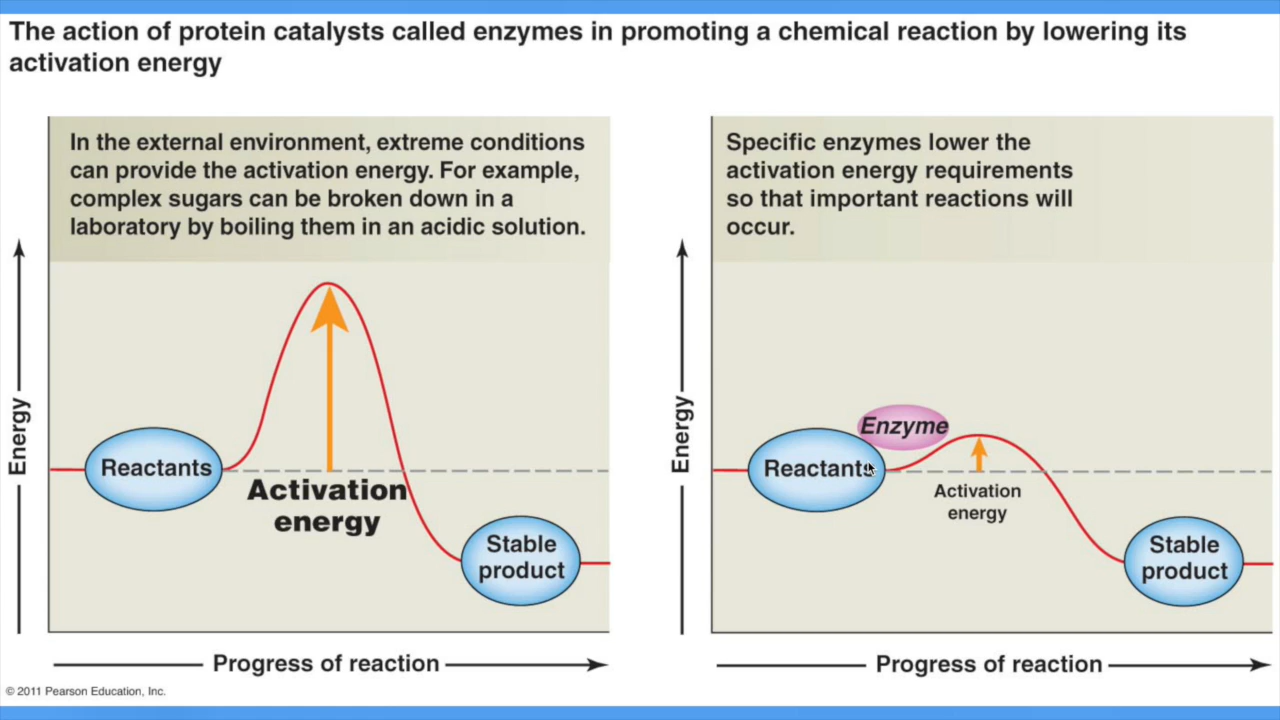 The action of protein catalysts called enzymes in promoting a chemical reaction by lowering its
activation energy
In the external environment, extreme conditions
can provide the activation energy. For example,
complex sugars can be broken down in a
laboratory by boiling them in an acidic solution.
Energy
Reactants
Activation
energy
Stable
product
Progress of reaction
Specific enzymes lower the
activation energy requirements
so that important reactions will
occur.
Energy
Enzyme
Reactants
Activation
energy
Stable
product
Progress of reaction
© 2011 Pearson Education, Inc.